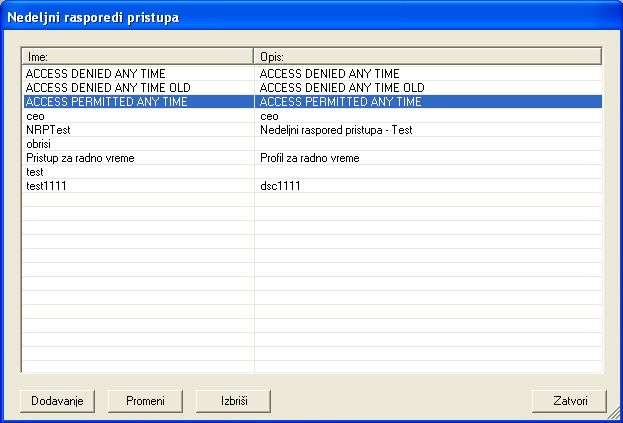 Nedeljni rasporedi pristupa
Ime: Opis:
ACCESS DENIED ANY TIME ACCESS DENIED ANY TIME
ACCESS DENIED ANY TIME OLD ACCESS DENIED ANY TIME OLD
ACCESS PERMITTED ANY TIME ACCESS PERMITTED ANY TIME
ceo ceo
NRPTest Nedeljni raspored pristupa - Test
obrisi
Pristup za radno vreme Profil za radno vreme
test
test1111 dsc1111
Dodavanje Promeni Izbriši Zatvori